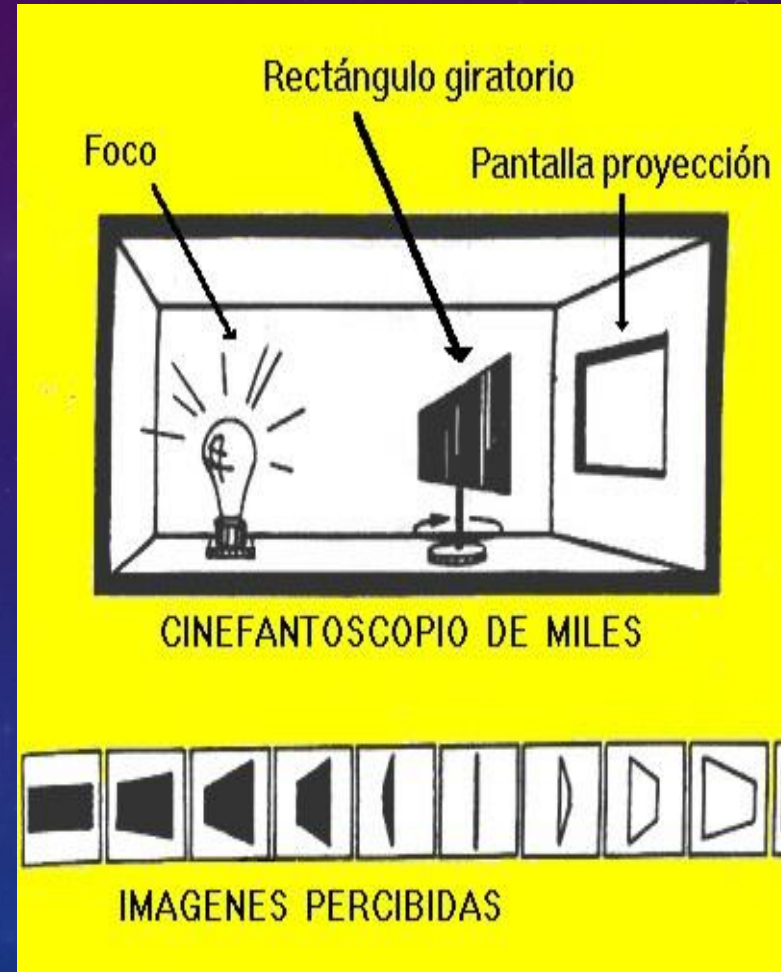 Rectángulo giratorio
Foco
Pantalla proyección
CINEFANTOSCOPIO DE MILES
IMAGENES PERCIBIDAS